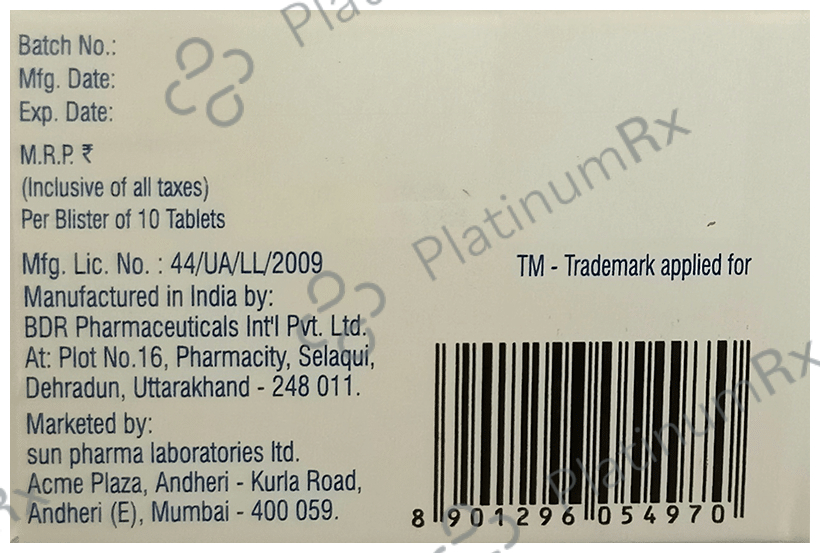 Batch No.:
Mfg. Date:
Exp. Date:
M.R.P. ₹
(Inclusive of all taxes)
Per Blister of 10 Tablets
Mfg. Lic. No. : 44/UA/LL/2009
Manufactured in India by:
BDR Pharmaceuticals Int'l Pvt. Ltd.
At: Plot No.16, Pharmacity, Selaqui,
Dehradun, Uttarakhand - 248 011.
Marketed by:
sun pharma laboratories ltd.
Acme Plaza, Andheri - Kurla Road,
Andheri (E), Mumbai - 400 059.
TM - Trademark applied for
8 901296 054970
Pla
PlatinumRx
PlatinumRx
Rx